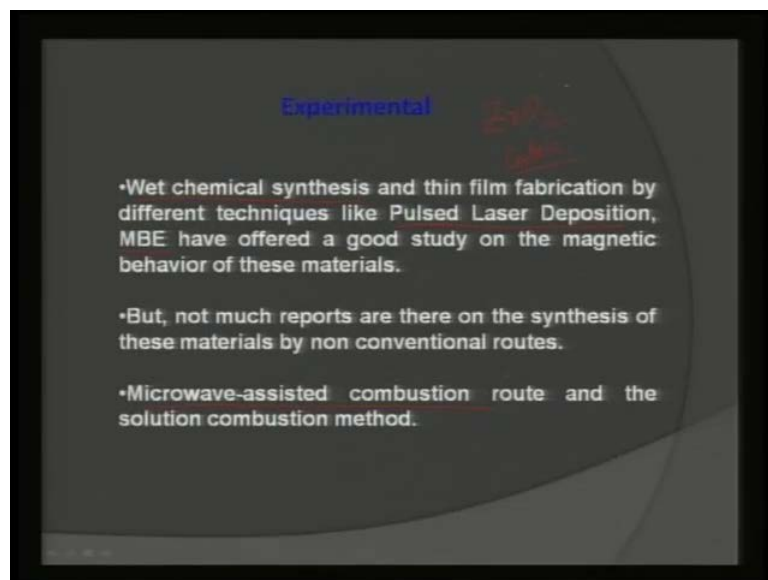 Experimental
•Wet chemical synthesis and thin film fabrication by
different techniques like Pulsed Laser Deposition,
MBE have offered a good study on the magnetic
behavior of these materials.
•But, not much reports are there on the synthesis of
these materials by non conventional routes.
•Microwave-assisted combustion route and the
solution combustion method.